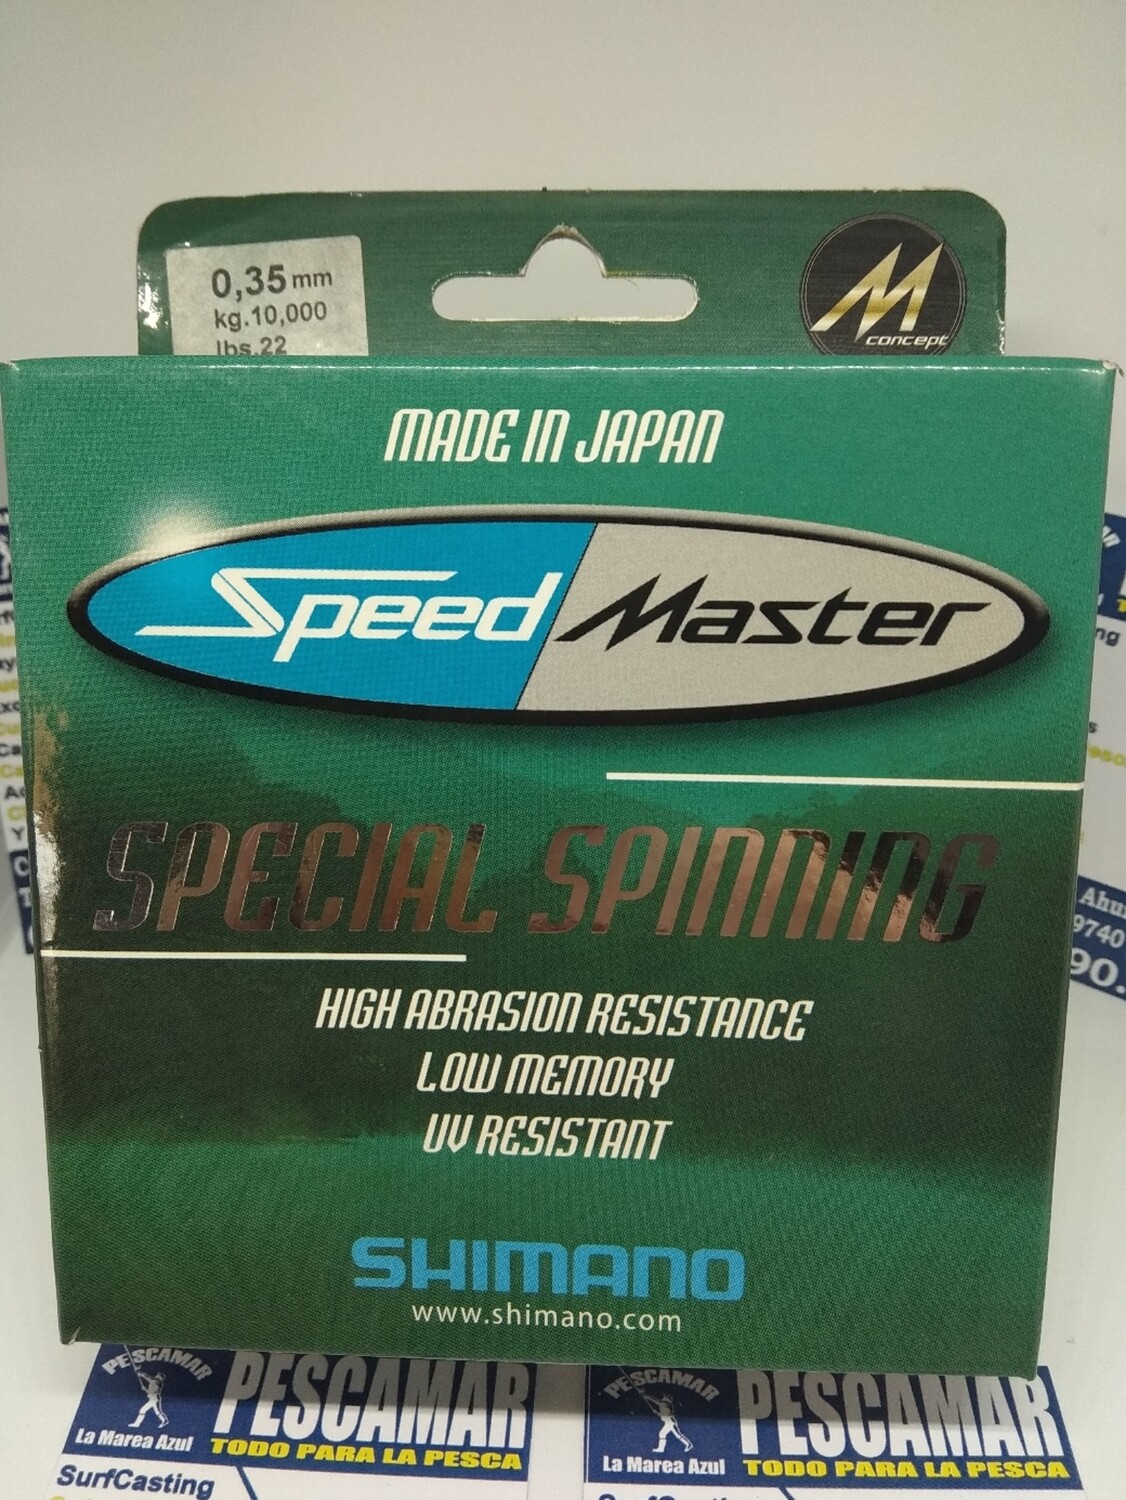 0,35 mm
kg.10,000
lbs.22
M
concept
MADE IN JAPAN
Speed Master
SPECIAL SPINNING
HIGH ABRASION RESISTANCE
LOW MEMORY
UV RESISTANT
SHIMANO
www.shimano.com
PESCAMAR
PESCAMAR
La Marea Azul
TODO PARA LA PESCA
SurfCasting
PESCAMAR
PESCAMAR
La Marea Azul
TODO PARA LA PESCA
9740
90.